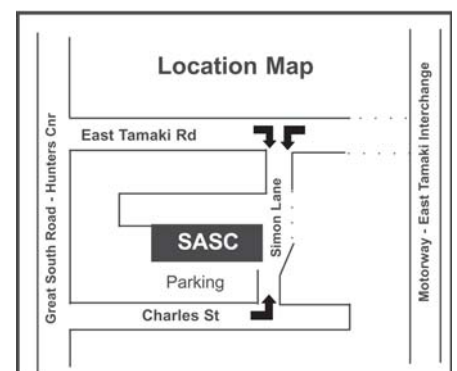 Location Map
East Tamaki Rd
Great South Road - Hunters Cnr
Simon Lane
Motorway - East Tamaki Interchange
SASC
Parking
Charles St